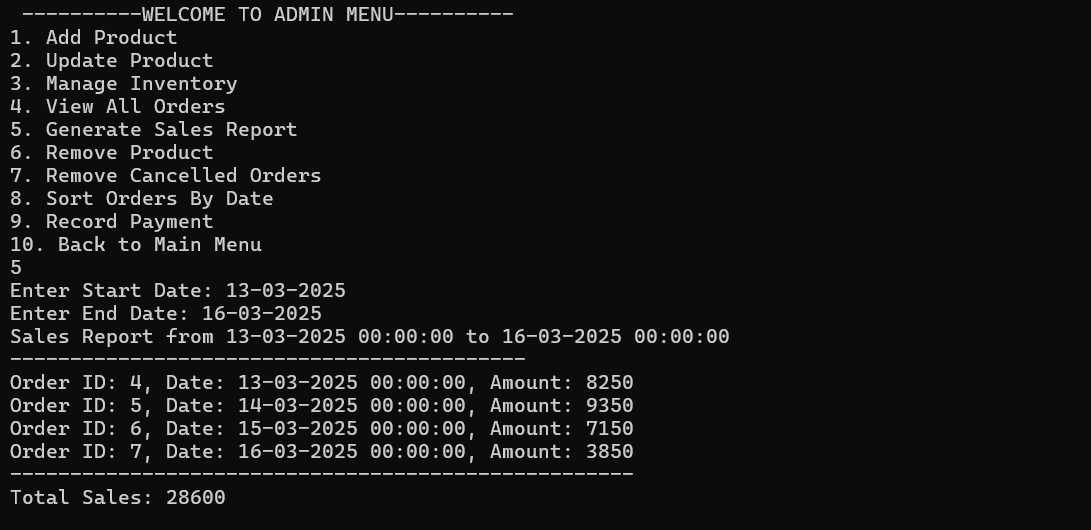 ----------WELCOME TO ADMIN MENU----------
1. Add Product
2. Update Product
3. Manage Inventory
4. View All Orders
5. Generate Sales Report
6. Remove Product
7. Remove Cancelled Orders
8. Sort Orders By Date
9. Record Payment
10. Back to Main Menu
5
Enter Start Date: 13-03-2025
Enter End Date: 16-03-2025
Sales Report from 13-03-2025 00:00:00 to 16-03-2025 00:00:00
-------------------------------------------
Order ID: 4, Date: 13-03-2025 00:00:00, Amount: 8250
Order ID: 5, Date: 14-03-2025 00:00:00, Amount: 9350
Order ID: 6, Date: 15-03-2025 00:00:00, Amount: 7150
Order ID: 7, Date: 16-03-2025 00:00:00, Amount: 3850
----------------------------------------------------
Total Sales: 28600